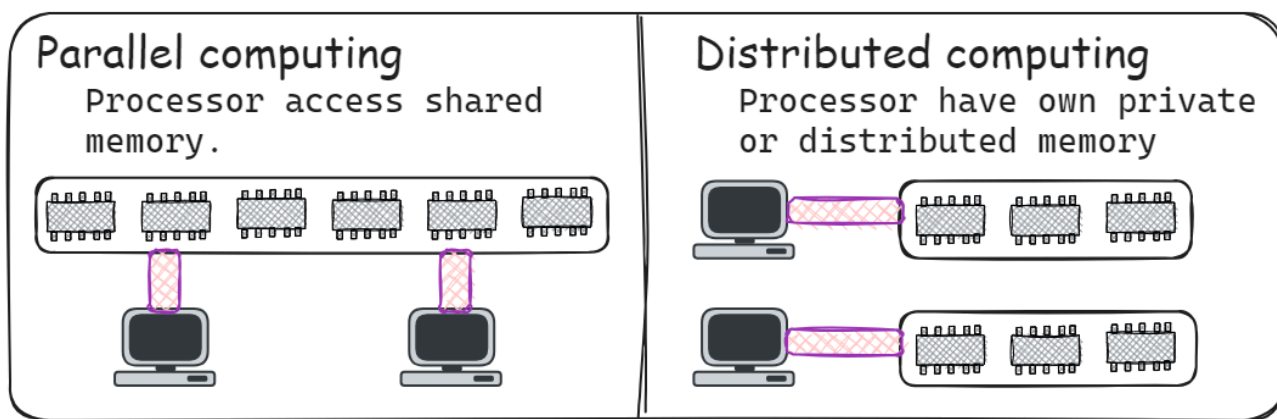 Parallel computing
Processor access shared
memory.
Distributed computing
Processor have own private
or distributed memory